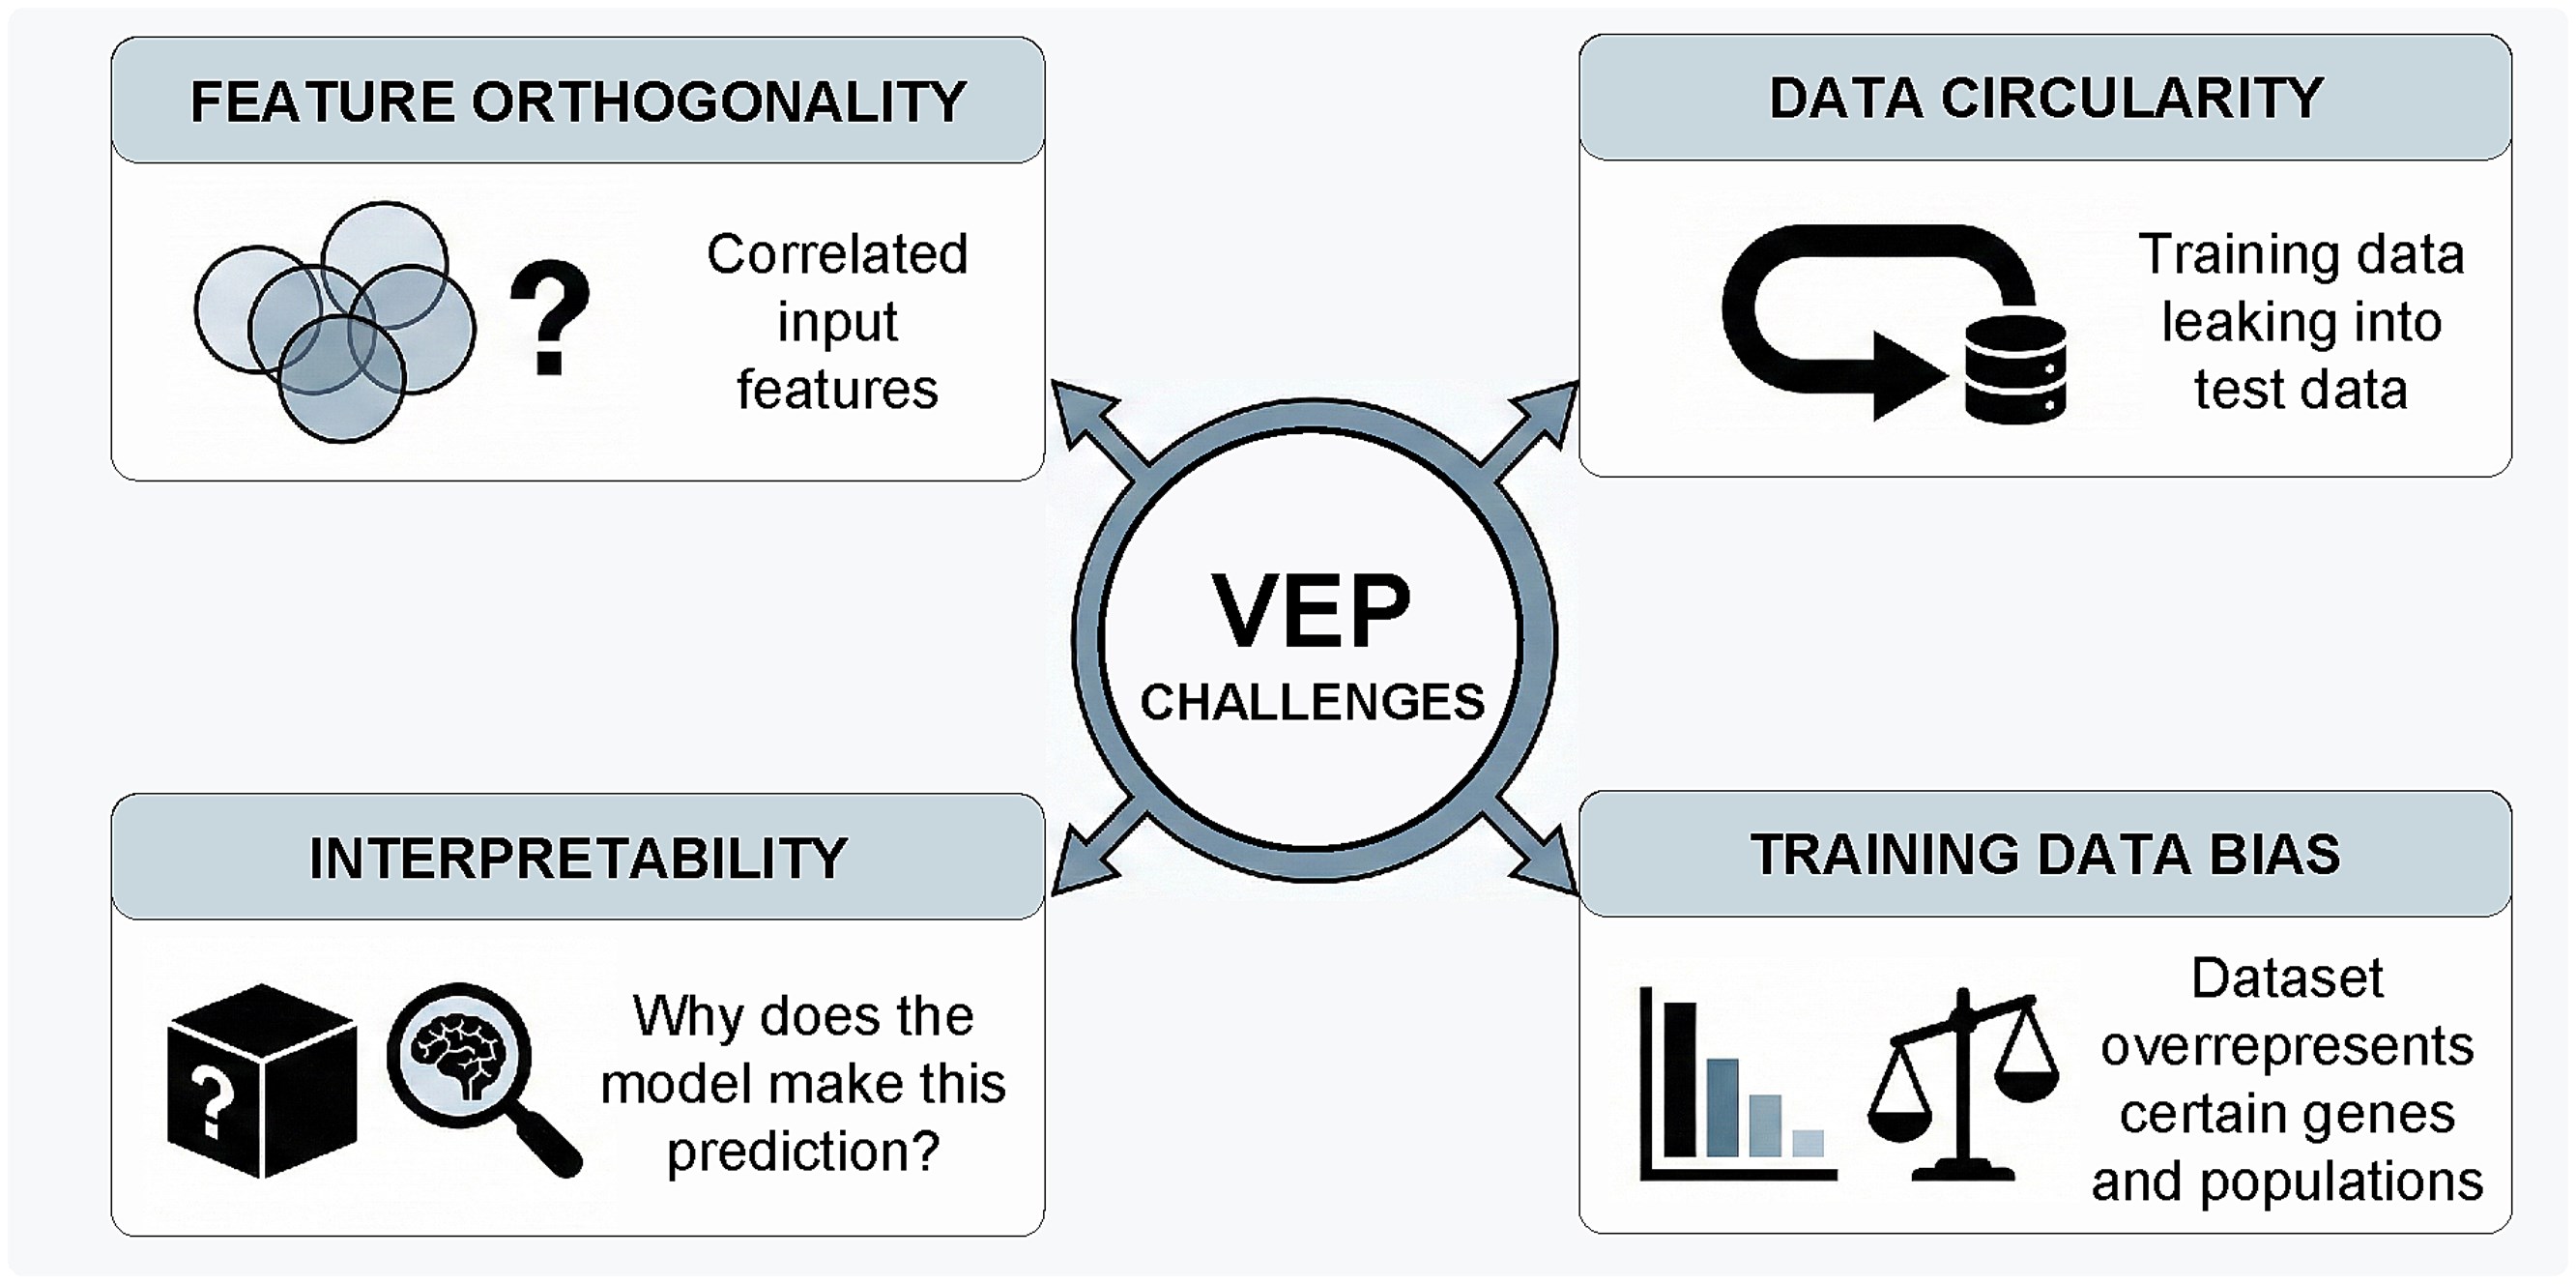 FEATURE ORTHOGONALITY
?
Correlated
input
features
DATA CIRCULARITY
Training data
leaking into
test data
VEP
CHALLENGES
INTERPRETABILITY
?
Why does the
model make this
prediction?
TRAINING DATA BIAS
Dataset
overrepresents
certain genes
and populations